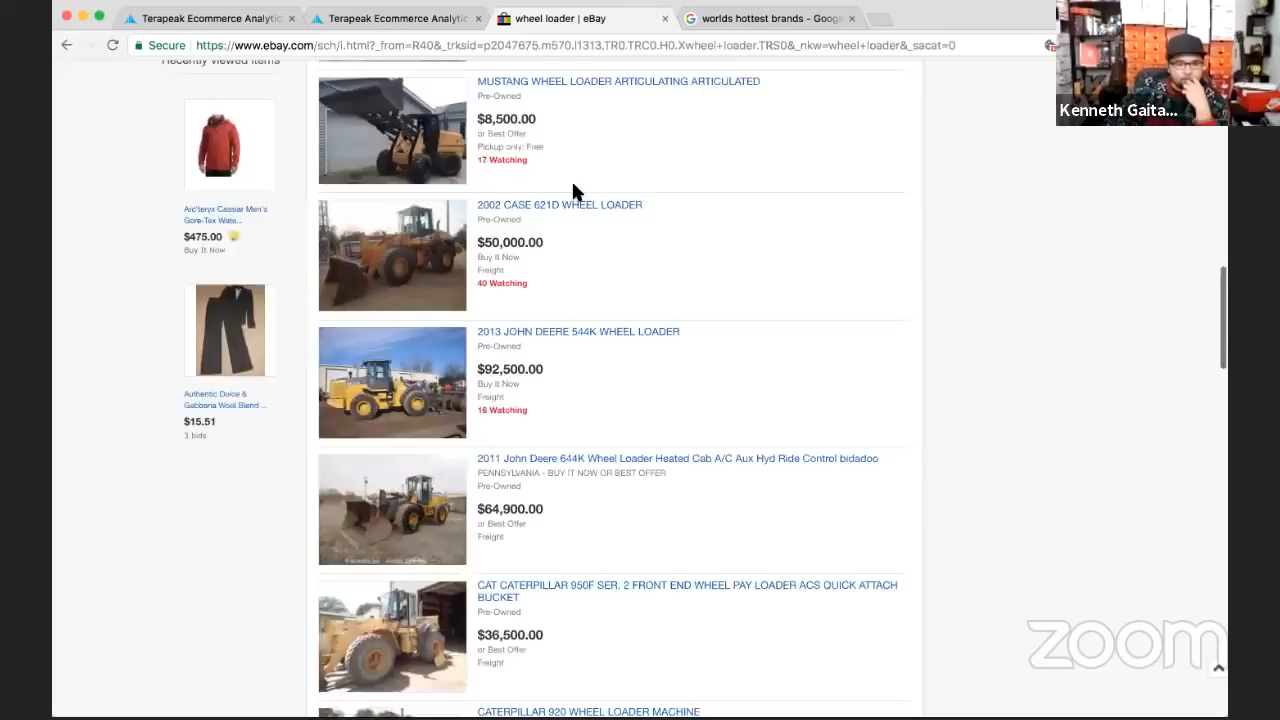 Terapeak Ecommerce Analytic
Terapeak Ecommerce Analytic
wheel loader | eBay
worlds hottest brands - Goog
Secure
https://www.ebay.com/sch/i.html?_from=R40&_trksid=p2047675.m570.l1313.TR0.TRC0.H0.Xwheel+loader.TRS0&_nkw=wheel+loader&_sacat=0
Kenneth Gaita...
Recently viewed items
Arc'teryx Cassiar Men's
Gore-Tex Wate...
$475.00
Buy It Now
Authentic Dolce &
Gabbana Wool Blend ...
$15.51
3 bids
MUSTANG WHEEL LOADER ARTICULATING ARTICULATED
Pre-Owned
$8,500.00
or Best Offer
Pickup only: Free
17 Watching
2002 CASE 621D WHEEL LOADER
Pre-Owned
$50,000.00
Buy It Now
Freight
40 Watching
2013 JOHN DEERE 544K WHEEL LOADER
Pre-Owned
$92,500.00
Buy It Now
Freight
16 Watching
2011 John Deere 644K Wheel Loader Heated Cab A/C Aux Hyd Ride Control bidadoo
PENNSYLVANIA - BUY IT NOW OR BEST OFFER
Pre-Owned
$64,900.00
or Best Offer
Freight
CAT CATERPILLAR 950F SER. 2 FRONT END WHEEL PAY LOADER ACS QUICK ATTACH
BUCKET
Pre-Owned
$36,500.00
or Best Offer
Freight
CATERPILLAR 920 WHEEL LOADER MACHINE
zoom